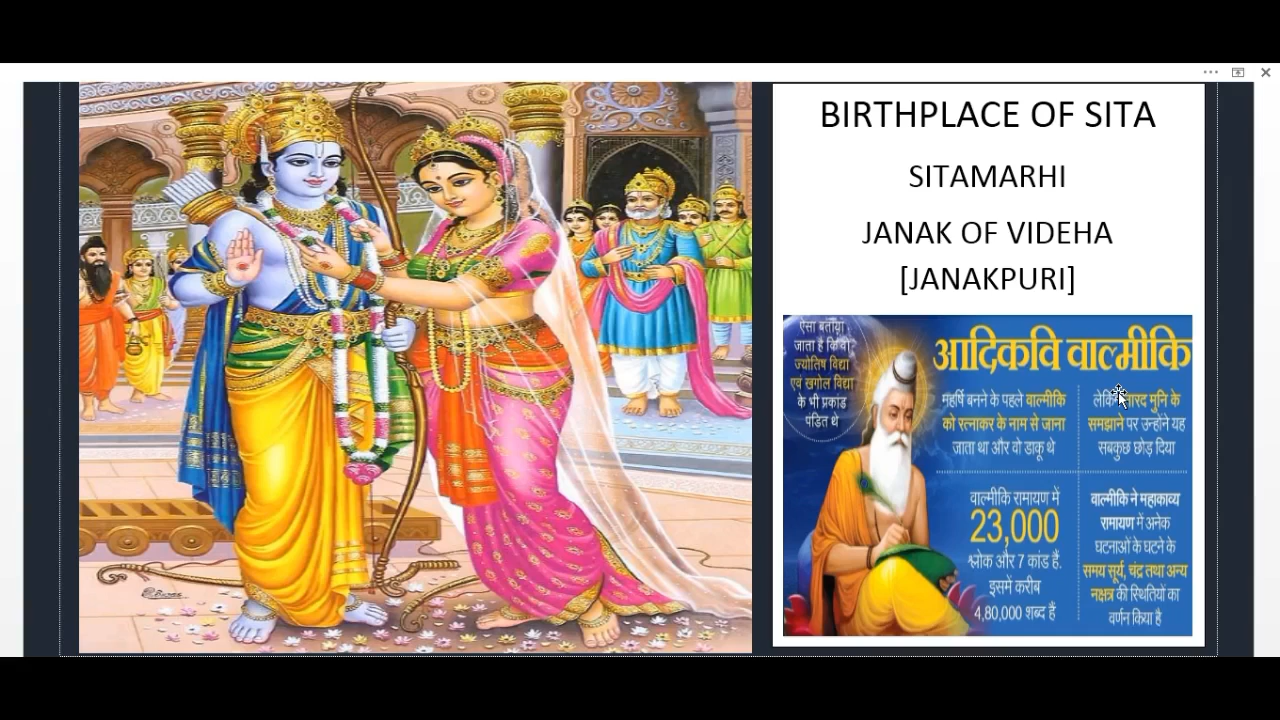 BIRTHPLACE OF SITA
SITAMARHI
JANAK OF VIDEHA
[JANAKPURI]
ऐसा बताया
जाता है कि वो
ज्योतिष विद्या
एवं खगोल विद्या
के भी प्रकांड
पंडित थे
आदिकवि वाल्मीकि
महर्षि बनने के पहले वाल्मीकि
को रत्नाकर के नाम से जाना
जाता था और वो डाकू थे
मुनि के
समझाने पर उन्होंने यह
सबकुछ छोड़ दिया
वाल्मीकि रामायण में
23,000
श्लोक और 7 कांड हैं.
इसमें करीब
4,80,000 शब्द हैं
वाल्मीकि ने महाकाव्य
रामायण में अनेक
घटनाओं के घटने के
समय सूर्य, चंद्र तथा अन्य
नक्षत्र की स्थितियों का
वर्णन किया है